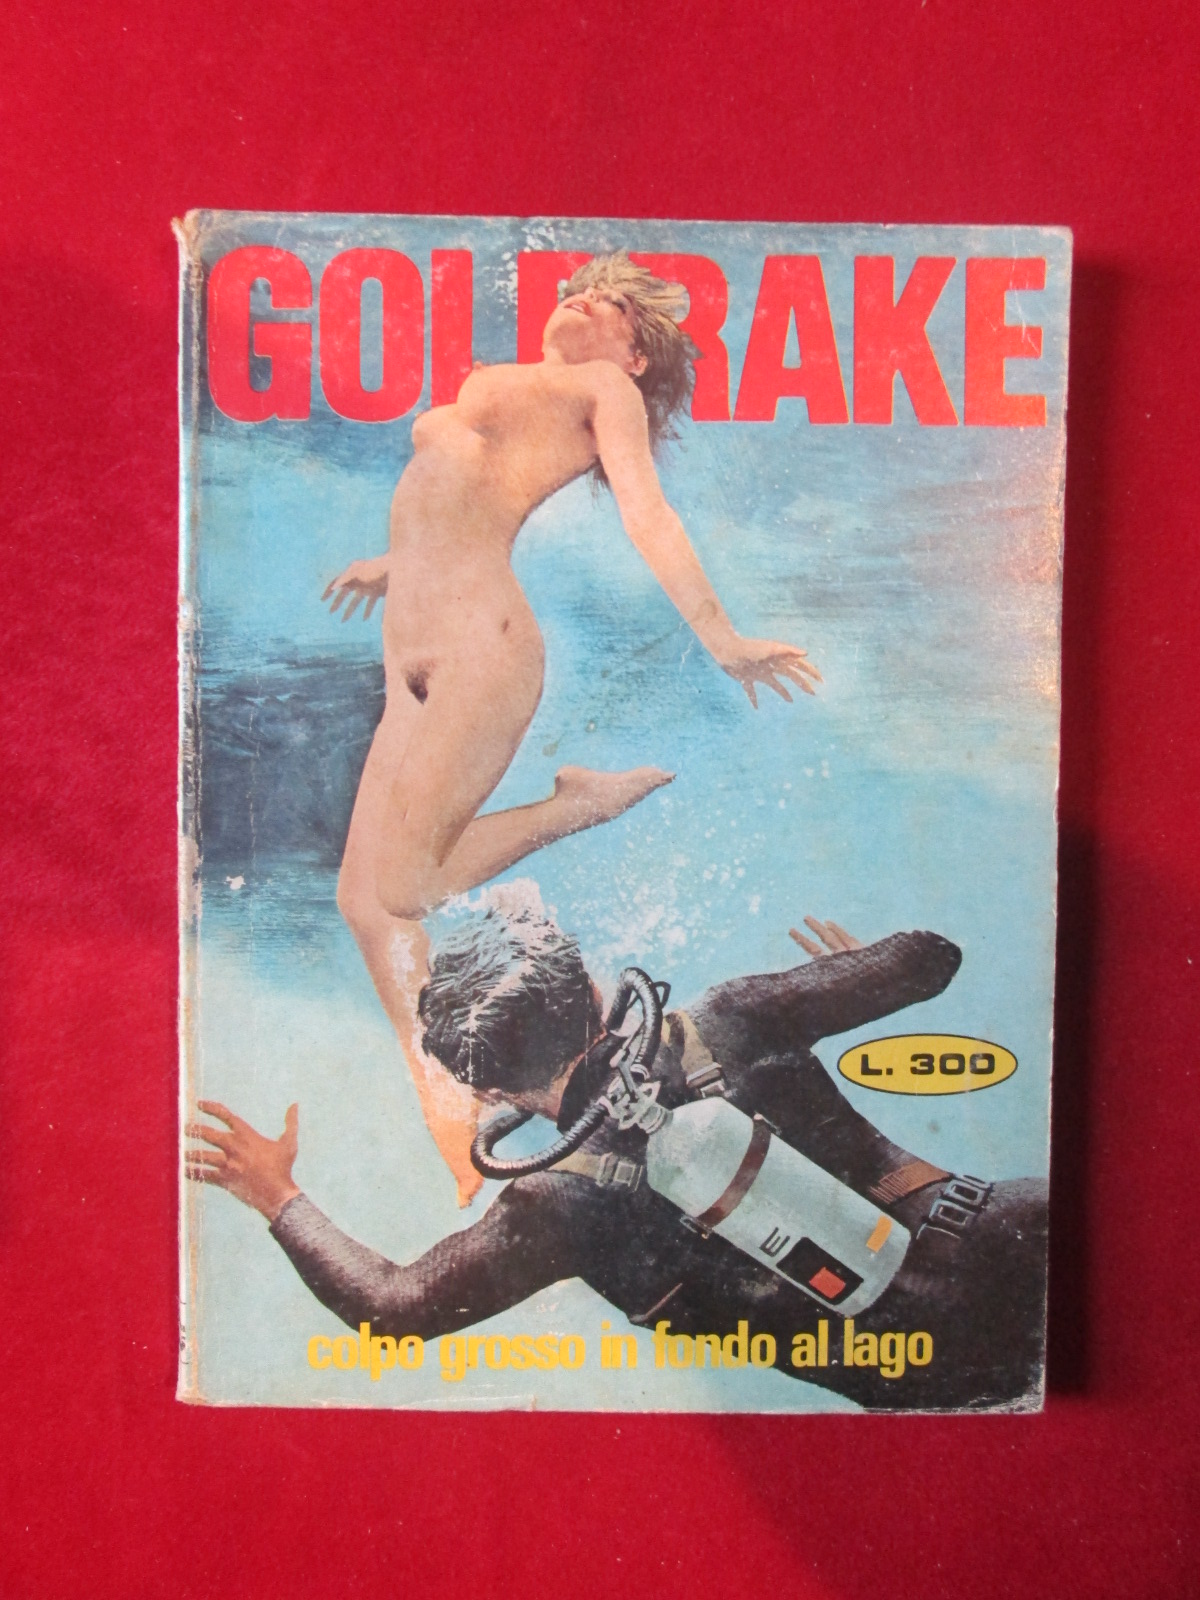 GOLDRAKE
L. 300
colpo grosso in fondo al lago